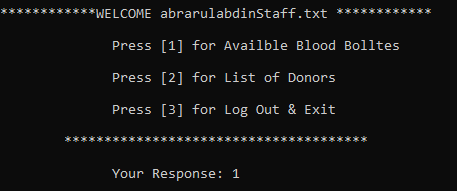 ************WELCOME abrarulabdinStaff.txt ************
Press [1] for Availble Blood Bolltes
Press [2] for List of Donors
Press [3] for Log Out & Exit
**************************************
Your Response: 1